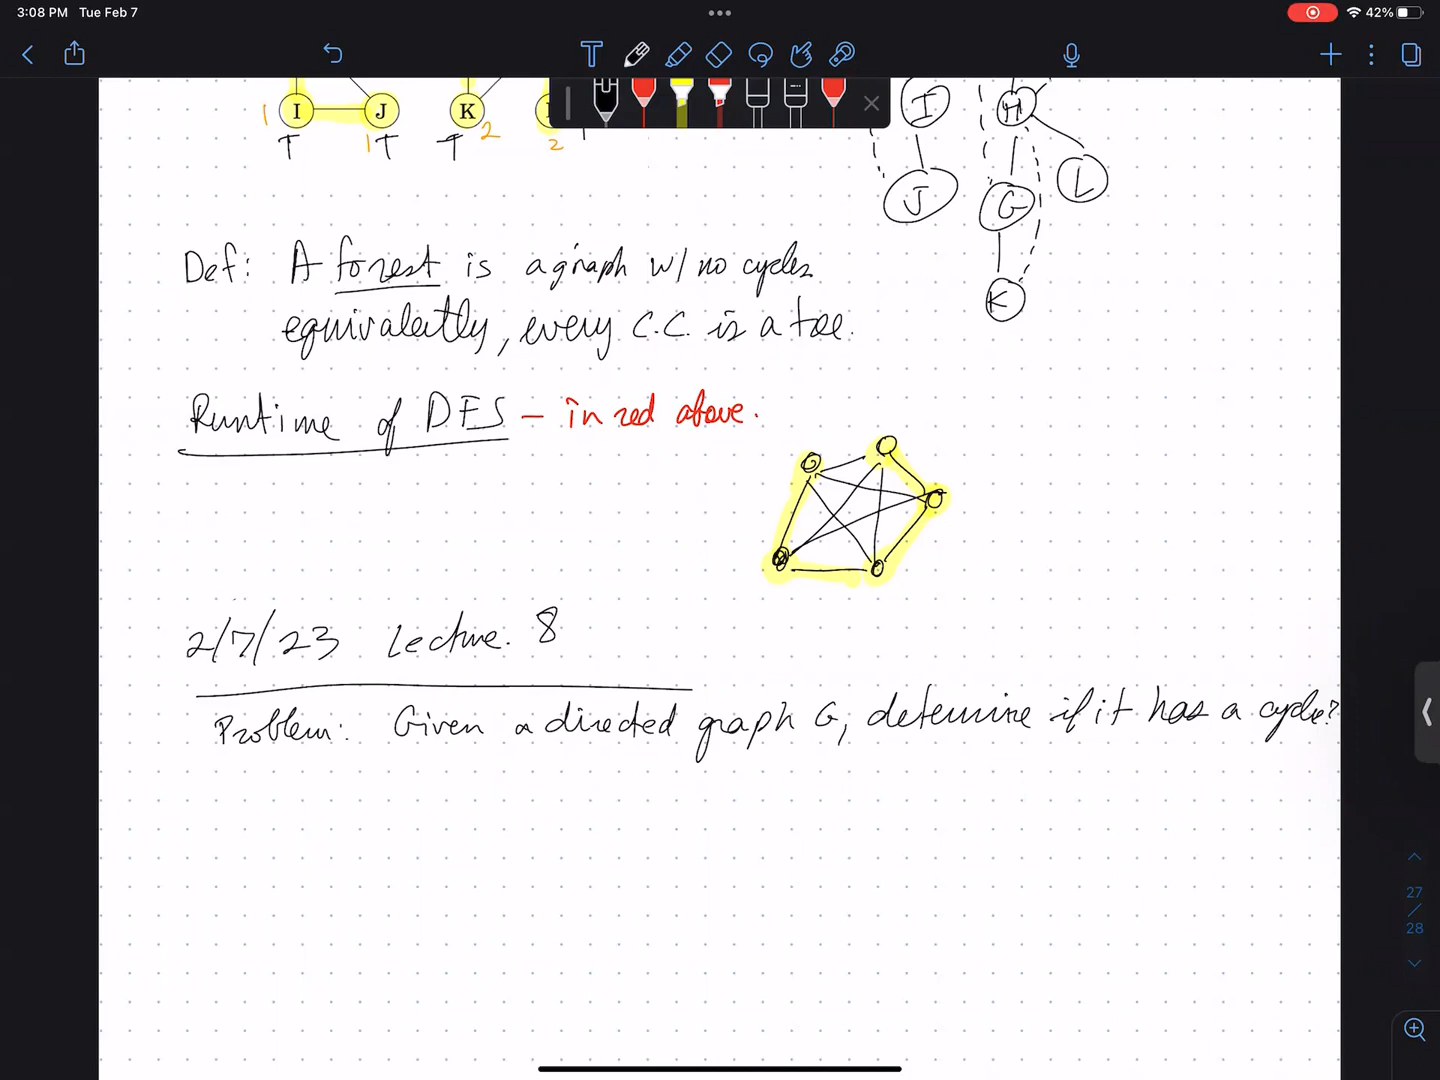 3:08 PM Tue Feb 7
42%
I
J
K
1
T
1 T
T
2
2
I
H
J
G
L
K
Def: A forest is a graph w/ no cycles
equivalently, every C.C. is a tree.
Runtime of DFS – in red above.
2/7/23 Lecture. 8
Problem: Given a directed graph G, determine if it has a cycle?
27
/
28